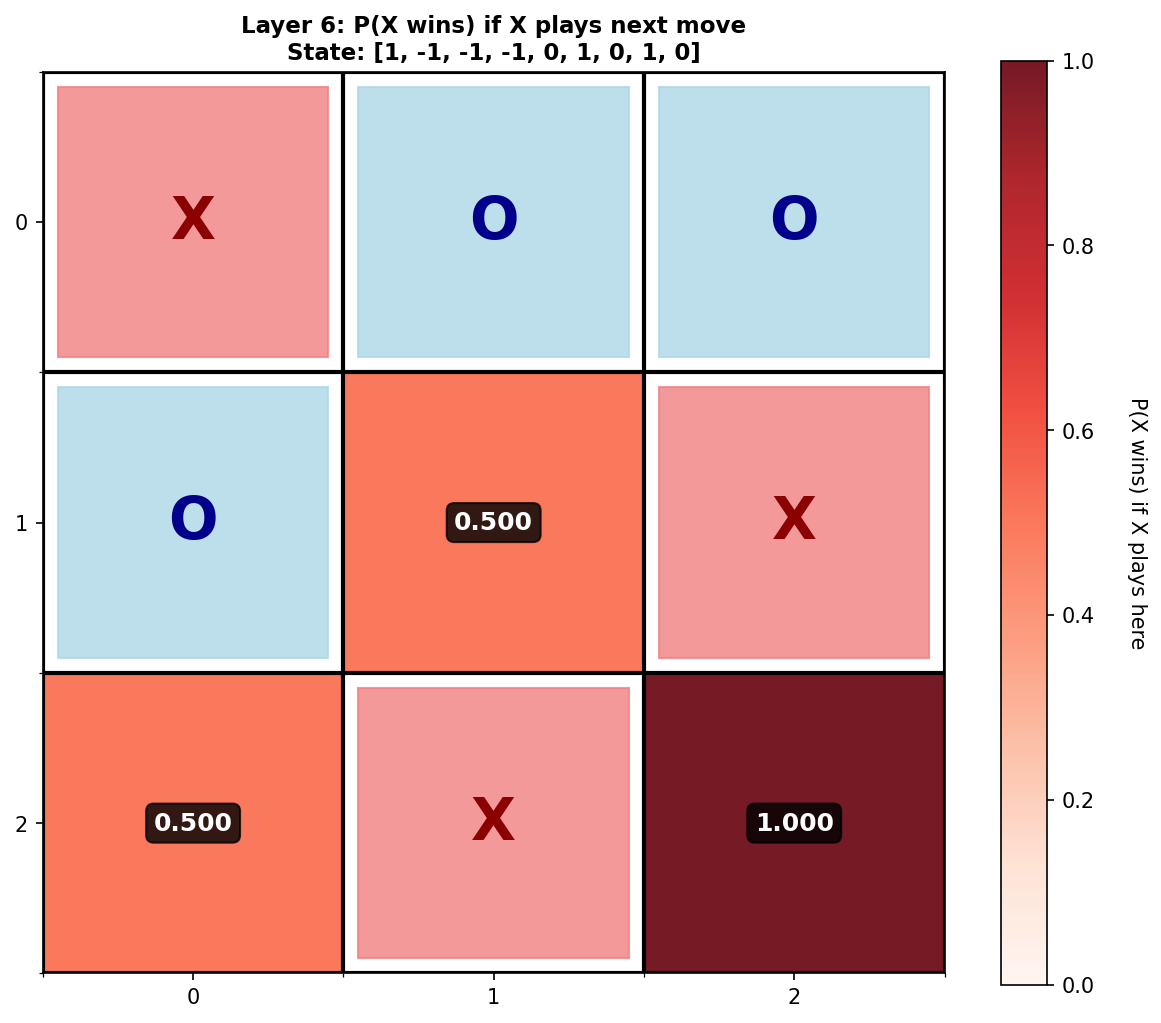 Layer 6: P(X wins) if X plays next move
State: [1, -1, -1, -1, 0, 1, 0, 1, 0]
0
X
O
O
1
O
0.500
X
2
0.500
X
1.000
0
1
2
1.0
0.8
0.6
0.4
0.2
0.0
P(X wins) if X plays here